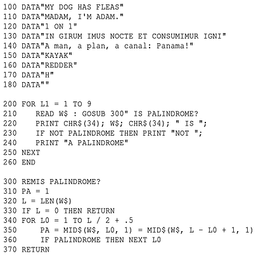 100 DATA"MY DOG HAS FLEAS"
110 DATA"MADAM, I'M ADAM."
120 DATA"1 ON 1"
130 DATA"IN GIRUM IMUS NOCTE ET CONSUMIMUR IGNI"
140 DATA"A man, a plan, a canal: Panama!"
150 DATA"KAYAK"
160 DATA"REDDER"
170 DATA"H"
180 DATA""
200 FOR L1 = 1 TO 9
210 READ W$ : GOSUB 300" IS PALINDROME?
220 PRINT CHR$(34); W$; CHR$(34); " IS ";
230 IF NOT PALINDROME THEN PRINT "NOT ";
240 PRINT "A PALINDROME"
250 NEXT
260 END
300 REMIS PALINDROME?
310 PA = 1
320 L = LEN(W$)
330 IF L = 0 THEN RETURN
340 FOR L0 = 1 TO L / 2 + .5
350 PA = MID$(W$, L0, 1) = MID$(W$, L - L0 + 1, 1)
360 IF PALINDROME THEN NEXT L0
370 RETURN